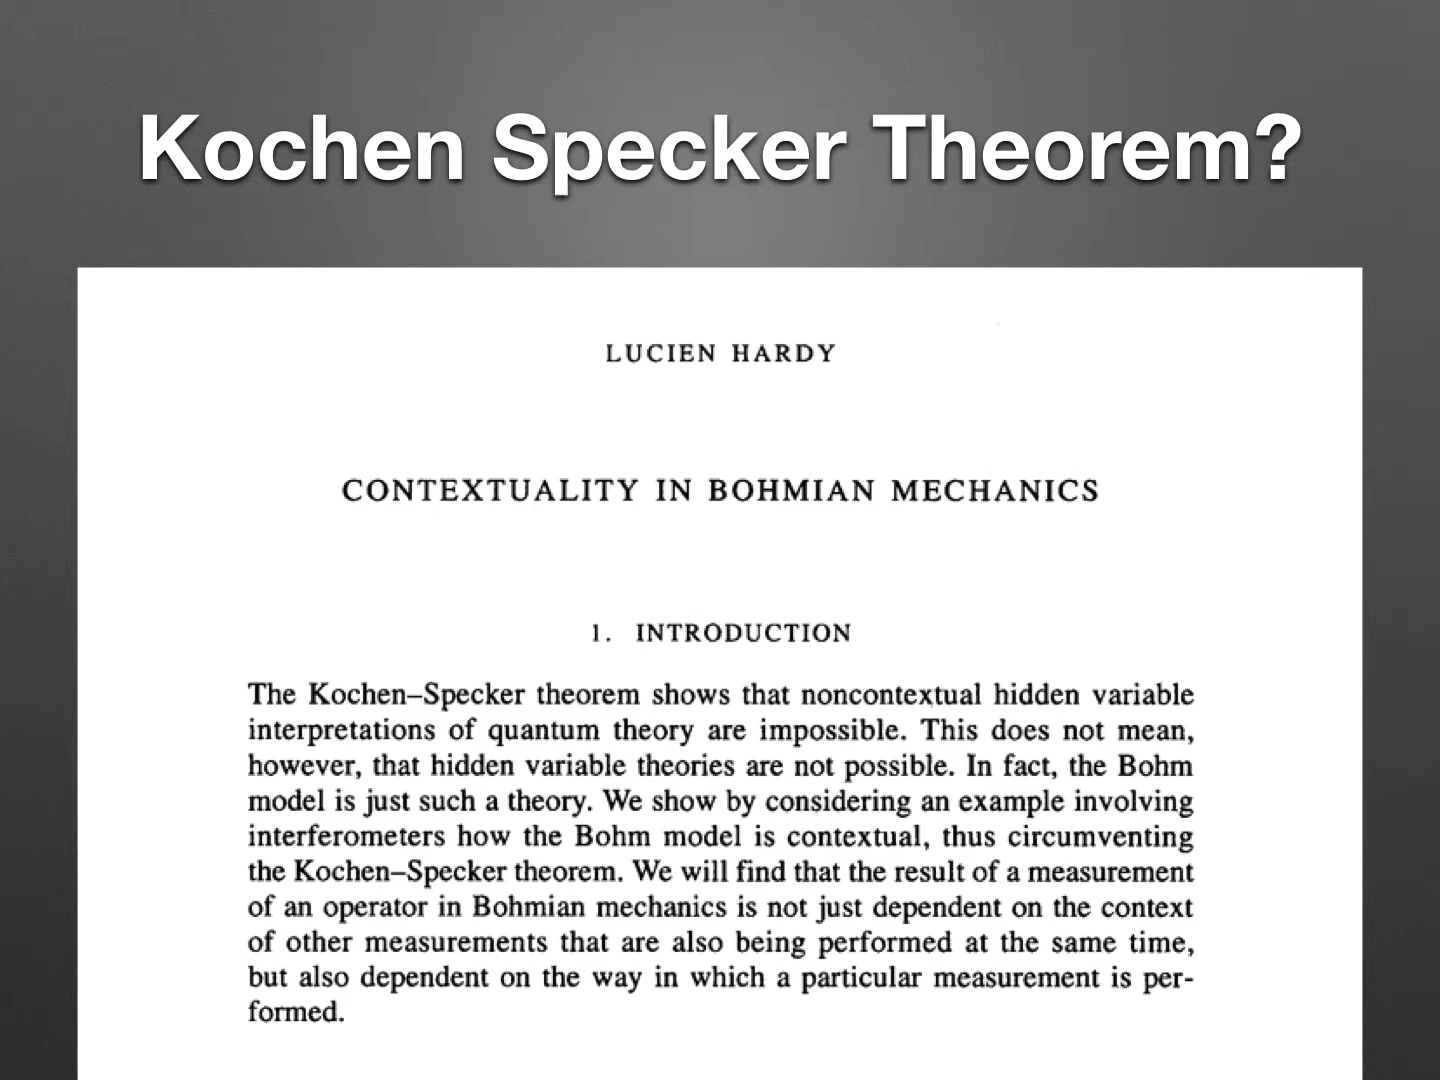 Kochen Specker Theorem?
LUCIEN HARDY
CONTEXTUALITY IN BOHMIAN MECHANICS
1. INTRODUCTION
The Kochen–Specker theorem shows that noncontextual hidden variable
interpretations of quantum theory are impossible. This does not mean,
however, that hidden variable theories are not possible. In fact, the Bohm
model is just such a theory. We show by considering an example involving
interferometers how the Bohm model is contextual, thus circumventing
the Kochen–Specker theorem. We will find that the result of a measurement
of an operator in Bohmian mechanics is not just dependent on the context
of other measurements that are also being performed at the same time,
but also dependent on the way in which a particular measurement is per-
formed.